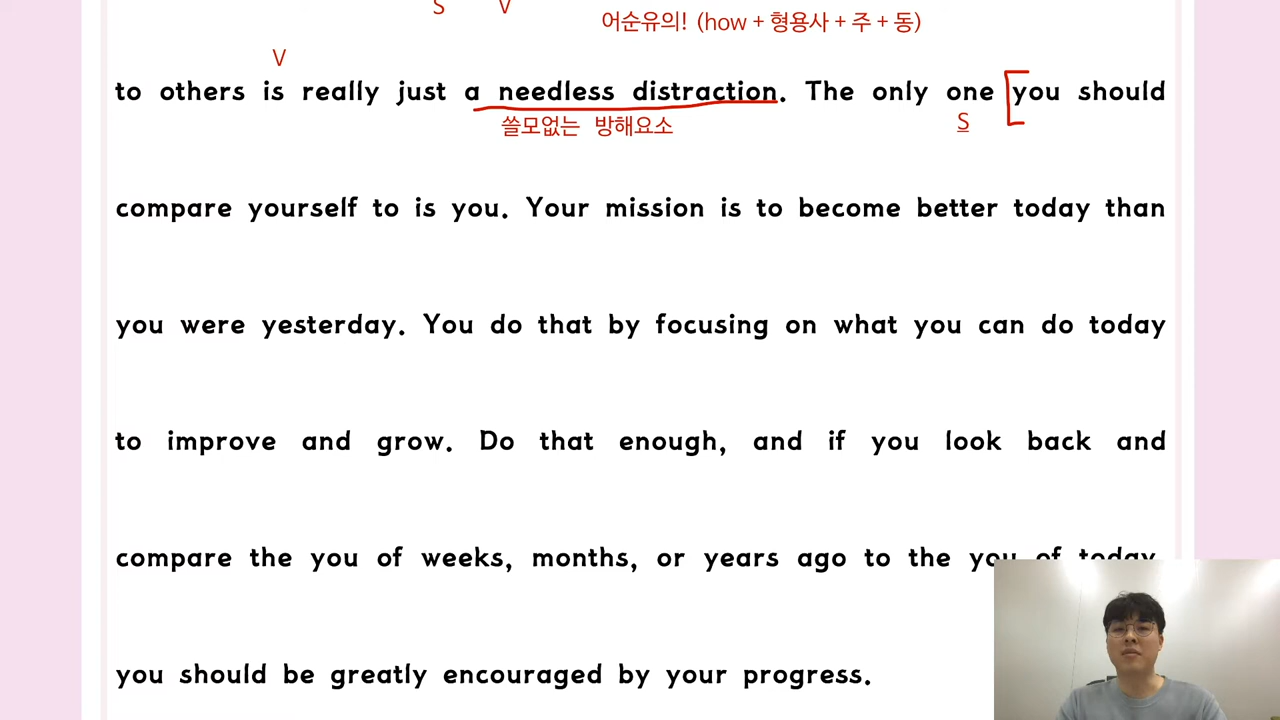 S V
어순유의! (how + 형용사 + 주 + 동)
V
to others is really just a needless distraction. The only one [you should
쓸모없는 방해요소
S
compare yourself to is you. Your mission is to become better today than
you were yesterday. You do that by focusing on what you can do today
to improve and grow. Do that enough, and if you look back and
compare the you of weeks, months, or years ago to the you of today,
you should be greatly encouraged by your progress.